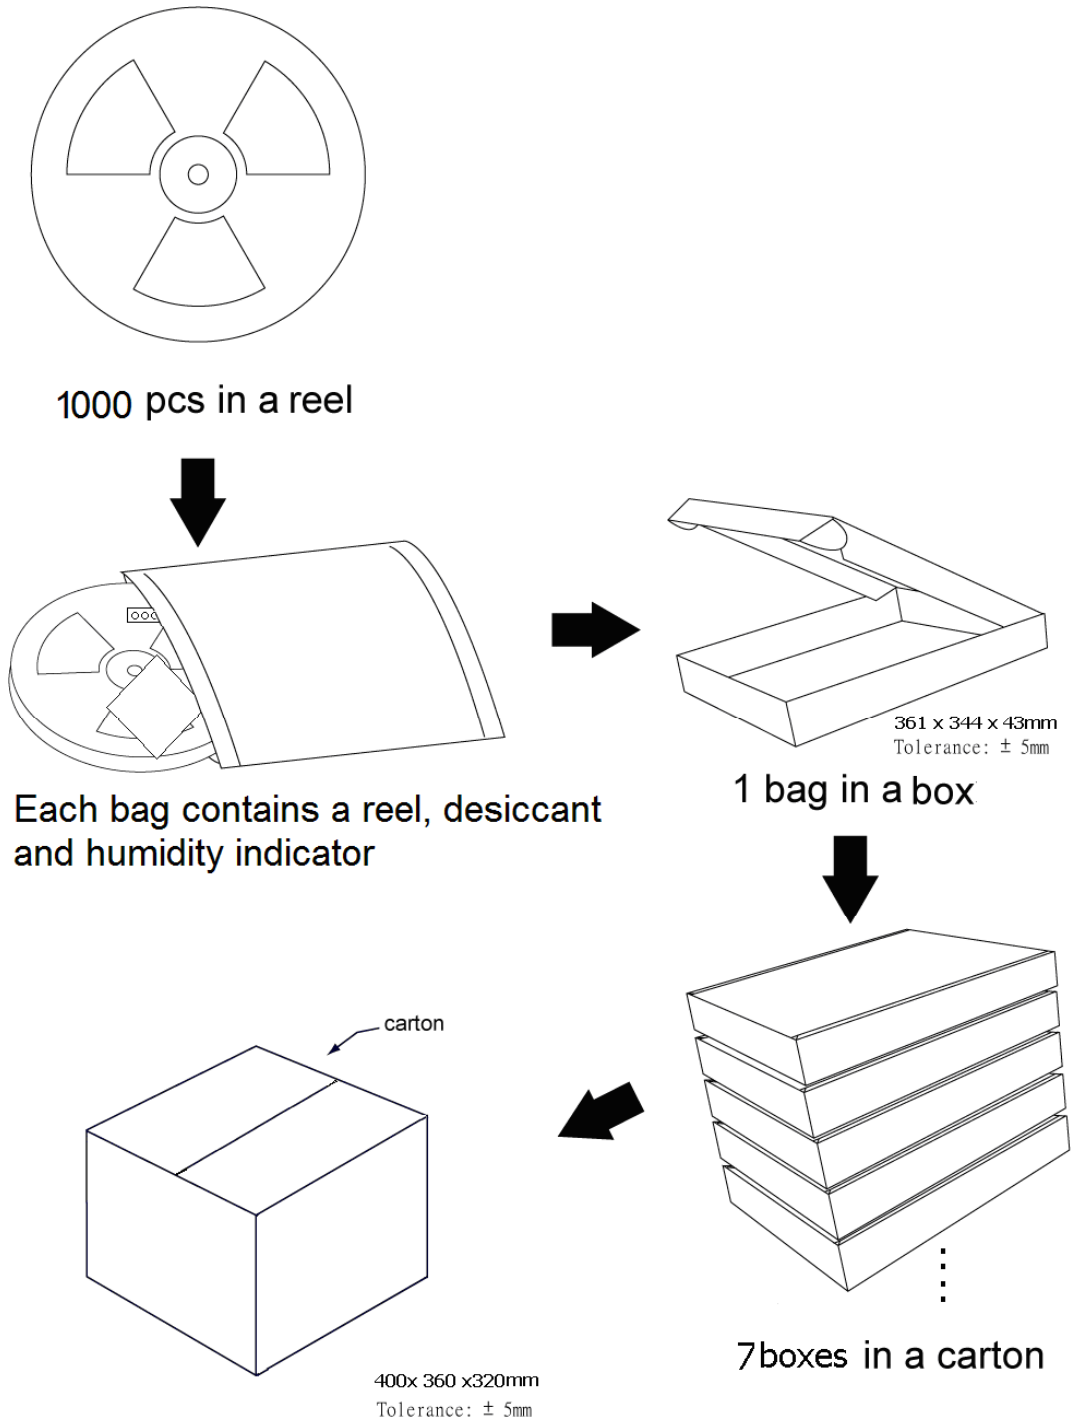 1000 pcs in a reel
Each bag contains a reel, desiccant
and humidity indicator
361 x 344 x 43mm
Tolerance: ± 5mm
1 bag in a box
carton
7boxes in a carton
400x 360 x320mm
Tolerance: ± 5mm